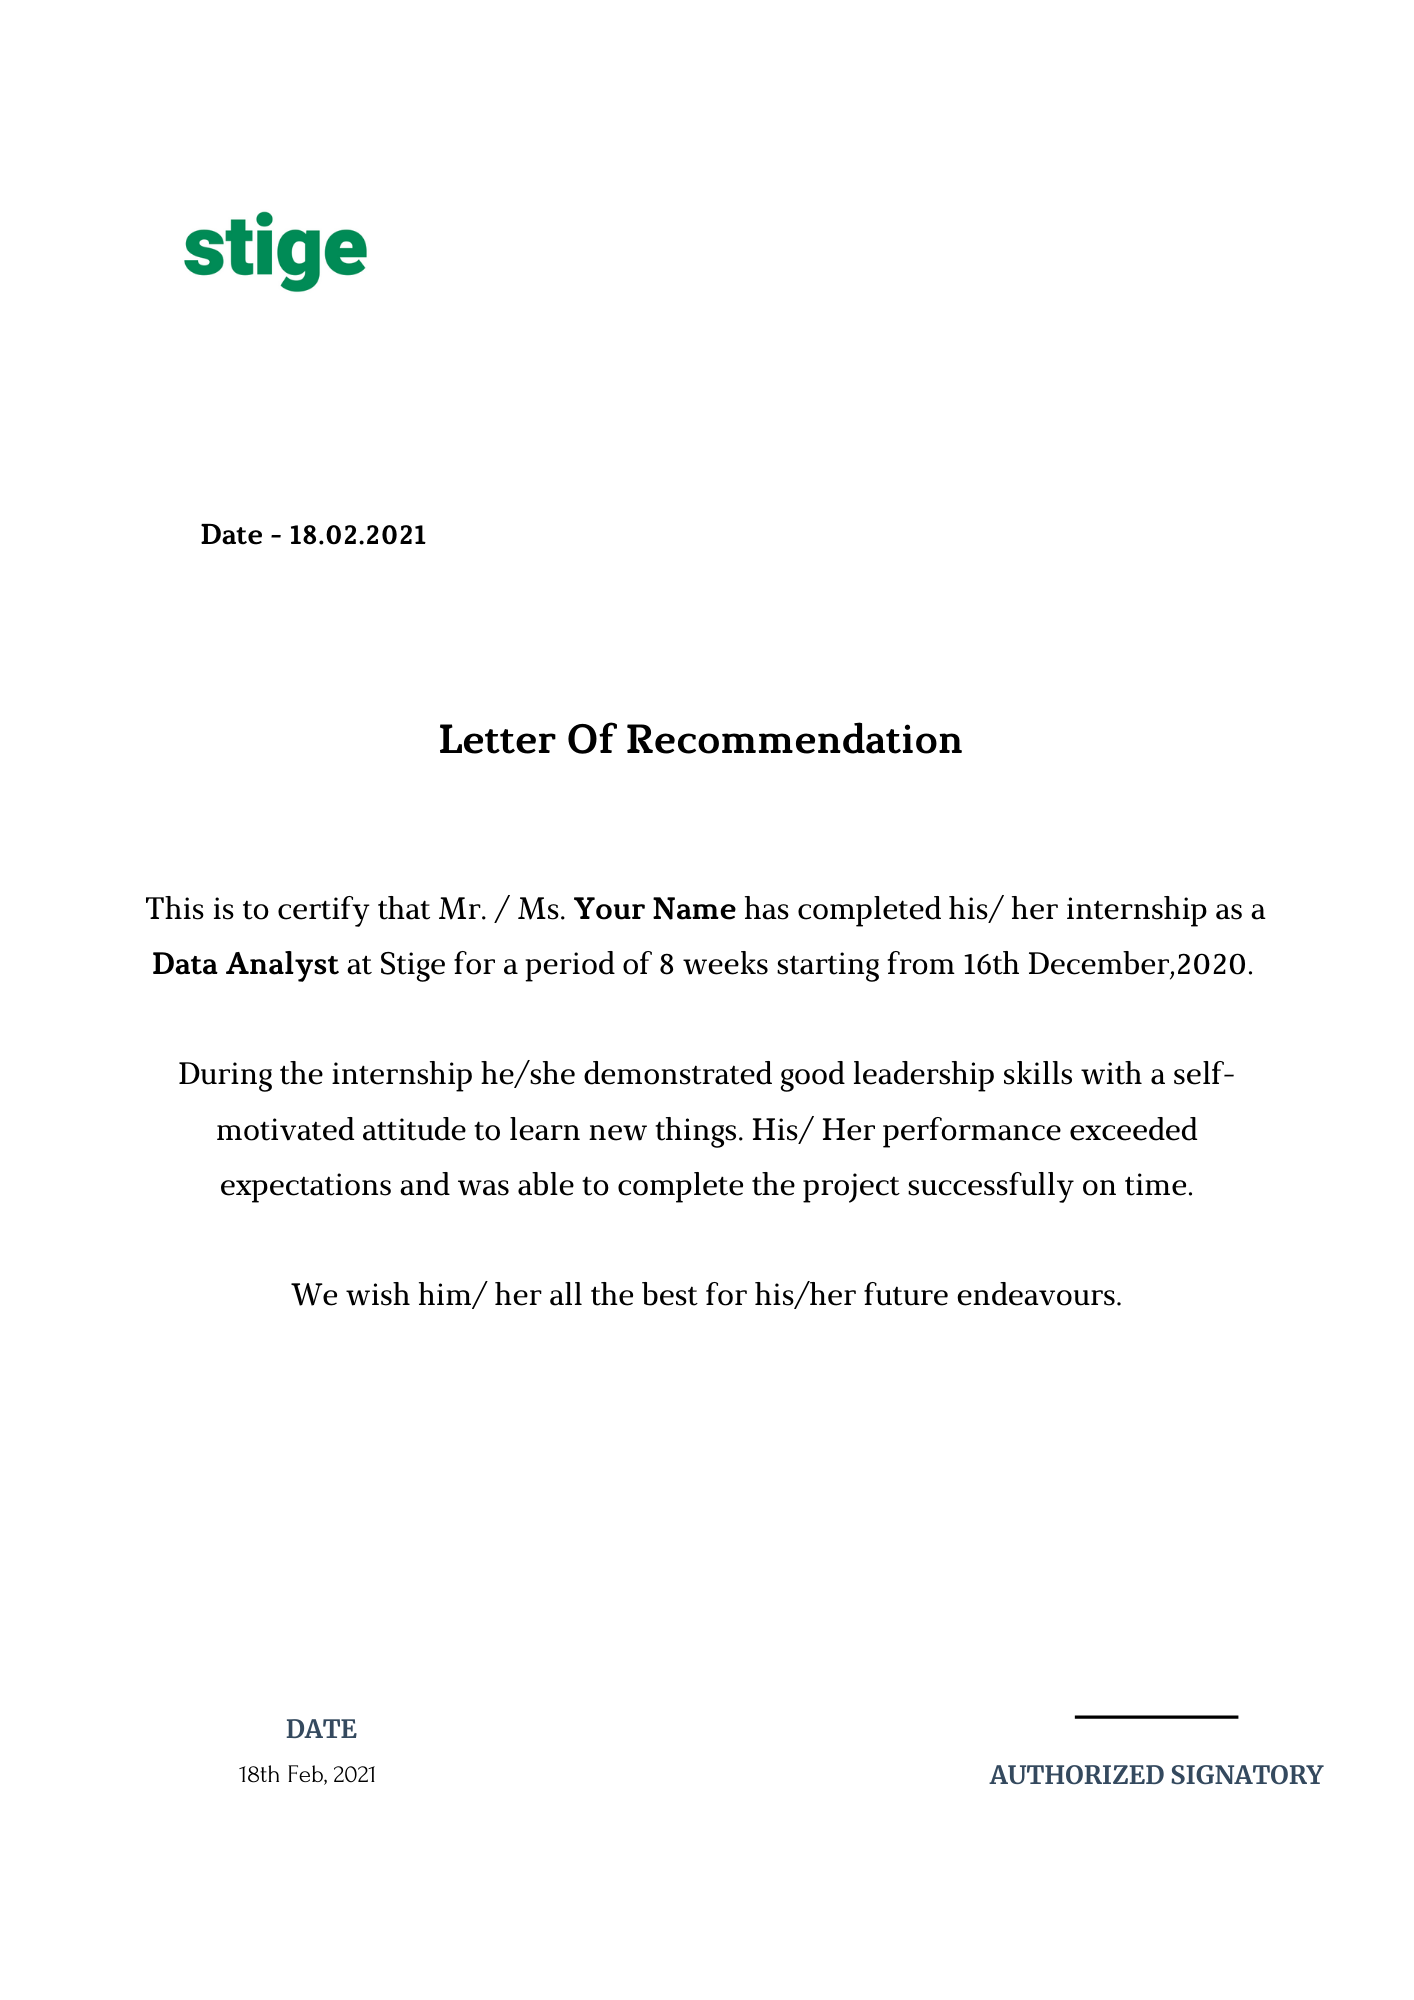 stige
Date - 18.02.2021
Letter Of Recommendation
This is to certify that Mr. / Ms. Your Name has completed his/ her internship as a
Data Analyst at Stige for a period of 8 weeks starting from 16th December,2020.
During the internship he/she demonstrated good leadership skills with a self-
motivated attitude to learn new things. His/ Her performance exceeded
expectations and was able to complete the project successfully on time.
We wish him/ her all the best for his/her future endeavours.
DATE
18th Feb, 2021
AUTHORIZED SIGNATORY